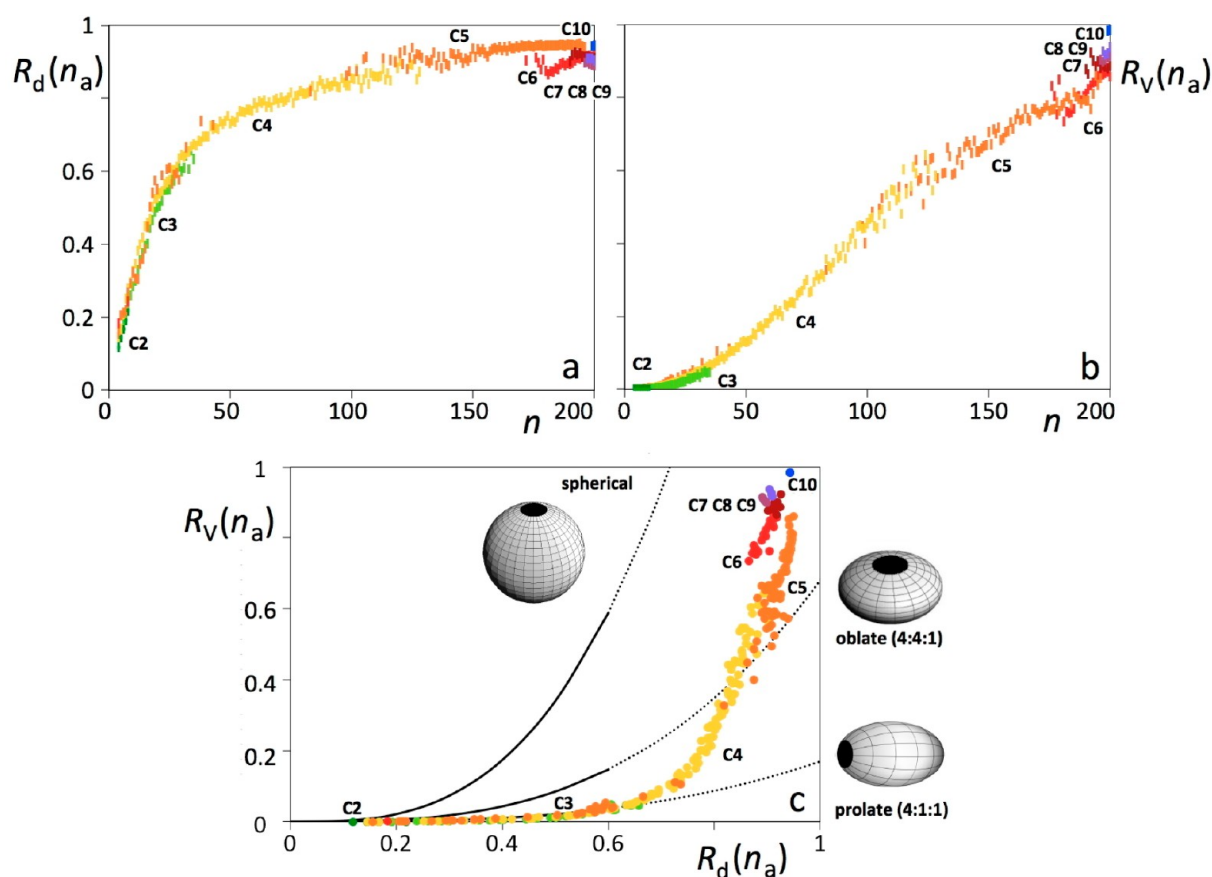 1
R_d(n_a)
0.8
0.6
0.4
0.2
0
C2
C3
C4
C5
C6
C7 C8 C9
C10
a
0 50 100 150 200
n
C10
C8 C9
C7
R_V(n_a)
C6
C5
C4
C3
C2
b
0 50 100 150 200
n
1
R_V(n_a)
0.8
0.6
0.4
0.2
0
spherical
C10
C7 C8 C9
C6
C5
oblate (4:4:1)
C4
C3
C2
c
prolate (4:1:1)
0 0.2 0.4 0.6 1
R_d(n_a)